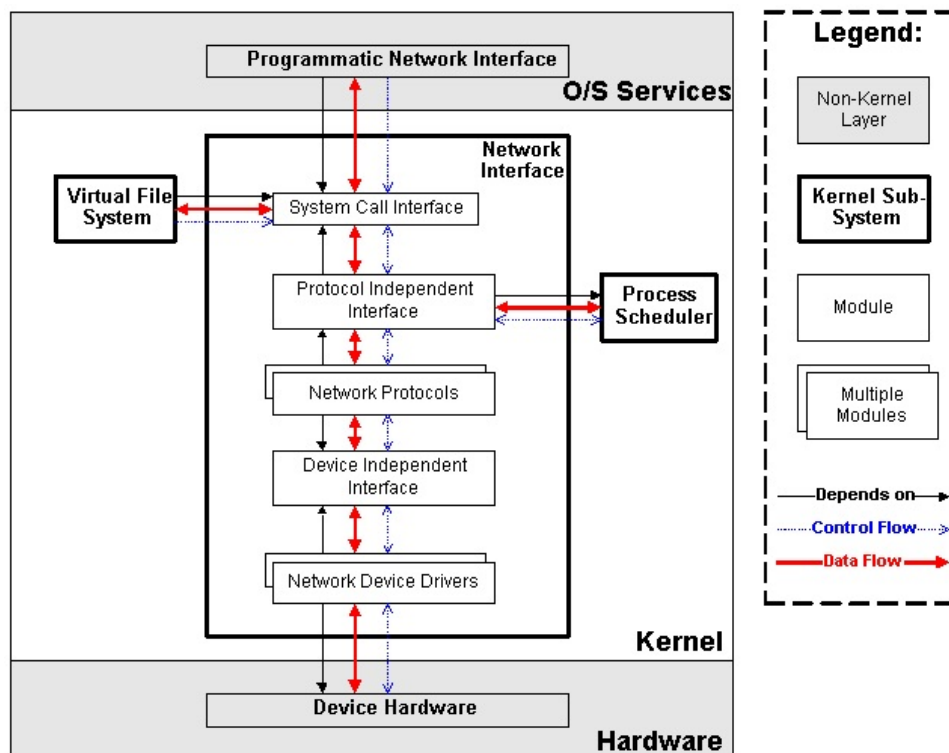 Programmatic Network Interface
O/S Services
Network
Interface
Virtual File
System
System Call Interface
Protocol Independent
Interface
Process
Scheduler
Network Protocols
Device Independent
Interface
Network Device Drivers
Kernel
Device Hardware
Hardware
Legend:
Non-Kernel
Layer
Kernel Sub-
System
Module
Multiple
Modules
Depends on
Control Flow
Data Flow